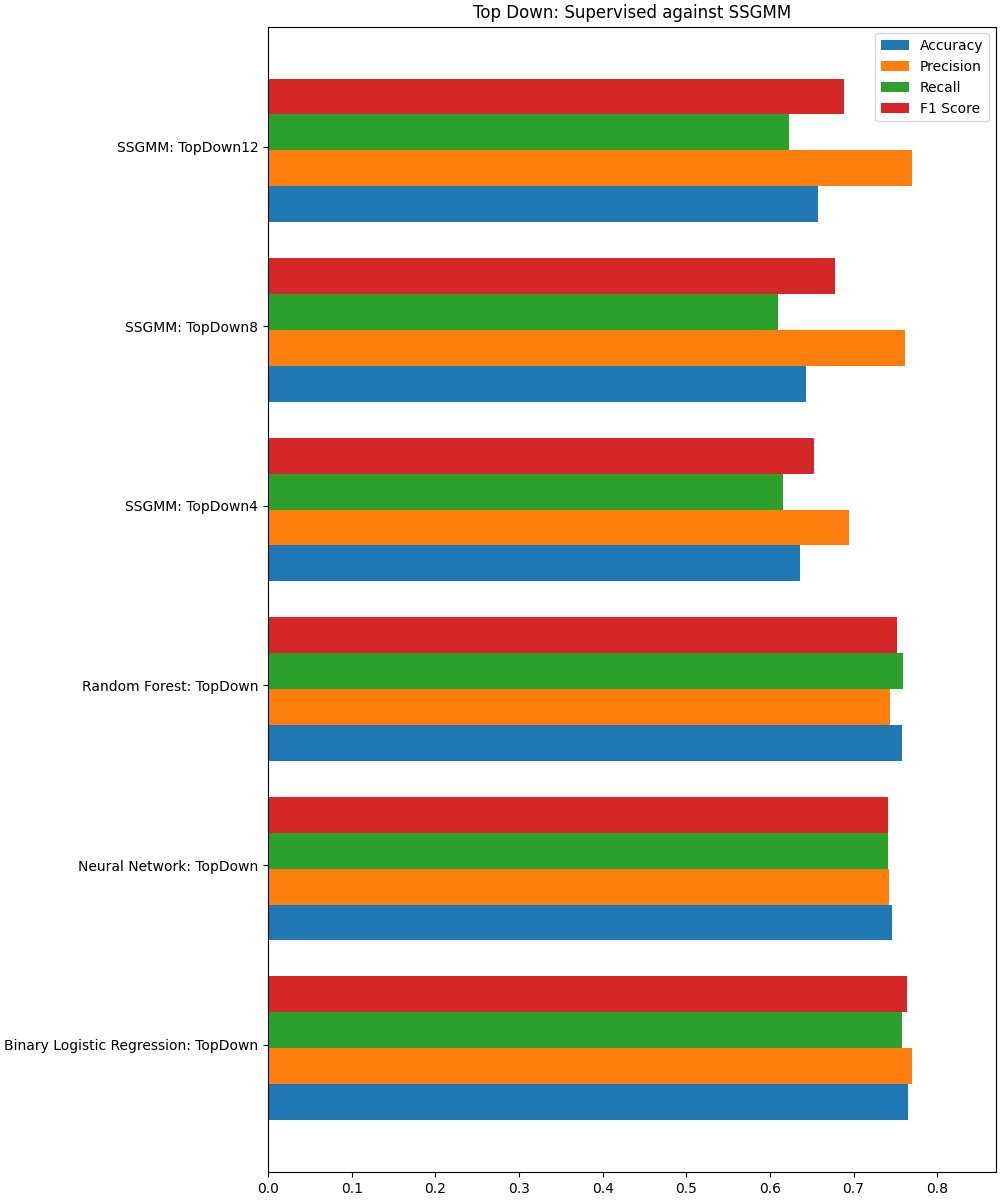 Top Down: Supervised against SSGMM
Accuracy
Precision
Recall
F1 Score
SSGMM: TopDown12
SSGMM: TopDown8
SSGMM: TopDown4
Random Forest: TopDown
Neural Network: TopDown
Binary Logistic Regression: TopDown
0.0 0.1 0.2 0.3 0.4 0.5 0.6 0.7 0.8